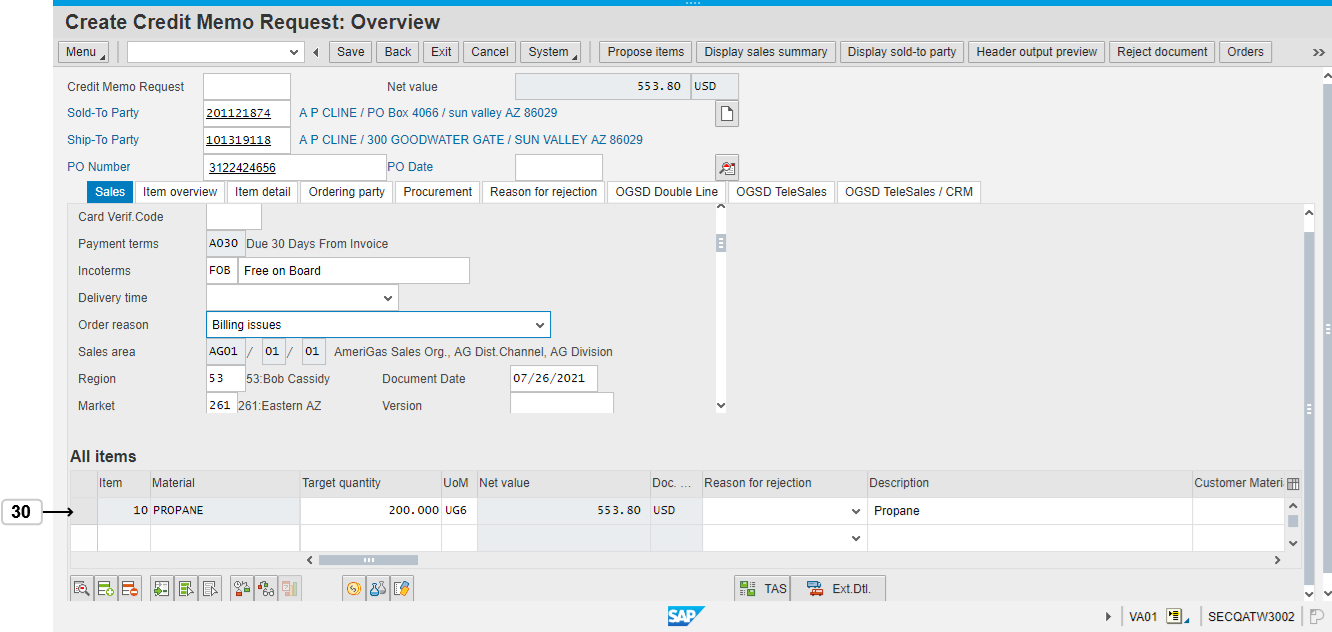 Create Credit Memo Request: Overview
Menu Save Back Exit Cancel System Propose items Display sales summary Display sold-to party Header output preview Reject document Orders
Credit Memo Request Net value 553.80 USD
Sold-To Party 201121874 A P CLINE / PO Box 4066 / sun valley AZ 86029
Ship-To Party 101319118 A P CLINE / 300 GOODWATER GATE / SUN VALLEY AZ 86029
PO Number 3122424656 PO Date
Sales Item overview Item detail Ordering party Procurement Reason for rejection OGSD Double Line OGSD TeleSales OGSD TeleSales / CRM
Card Verif.Code
Payment terms A030 Due 30 Days From Invoice
Incoterms FOB Free on Board
Delivery time
Order reason Billing issues
Sales area AG01 / 01 / 01 AmeriGas Sales Org., AG Dist.Channel, AG Division
Region 53 53:Bob Cassidy Document Date 07/26/2021
Market 261 261:Eastern AZ Version
All items
Item Material Target quantity UoM Net value Doc. ... Reason for rejection Description Customer Materi
30 10 PROPANE 200.000 UG6 553.80 USD Propane
TAS Ext.Dtl.
SAP VA01 SECQATW3002